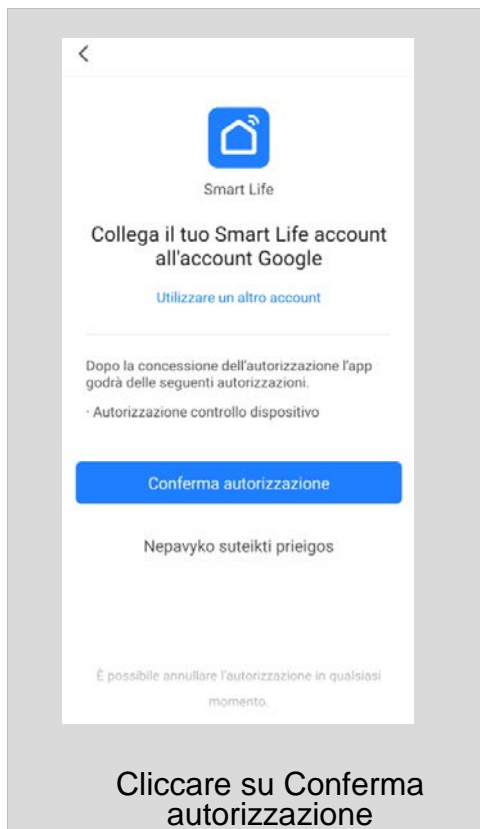 Smart Life
Collega il tuo Smart Life account
all'account Google
Utilizzare un altro account
Dopo la concessione dell'autorizzazione l'app
godrà delle seguenti autorizzazioni.
· Autorizzazione controllo dispositivo
Conferma autorizzazione
Nepavyko suteikti prieigos
È possibile annullare l'autorizzazione in qualsiasi
momento.
Cliccare su Conferma
autorizzazione